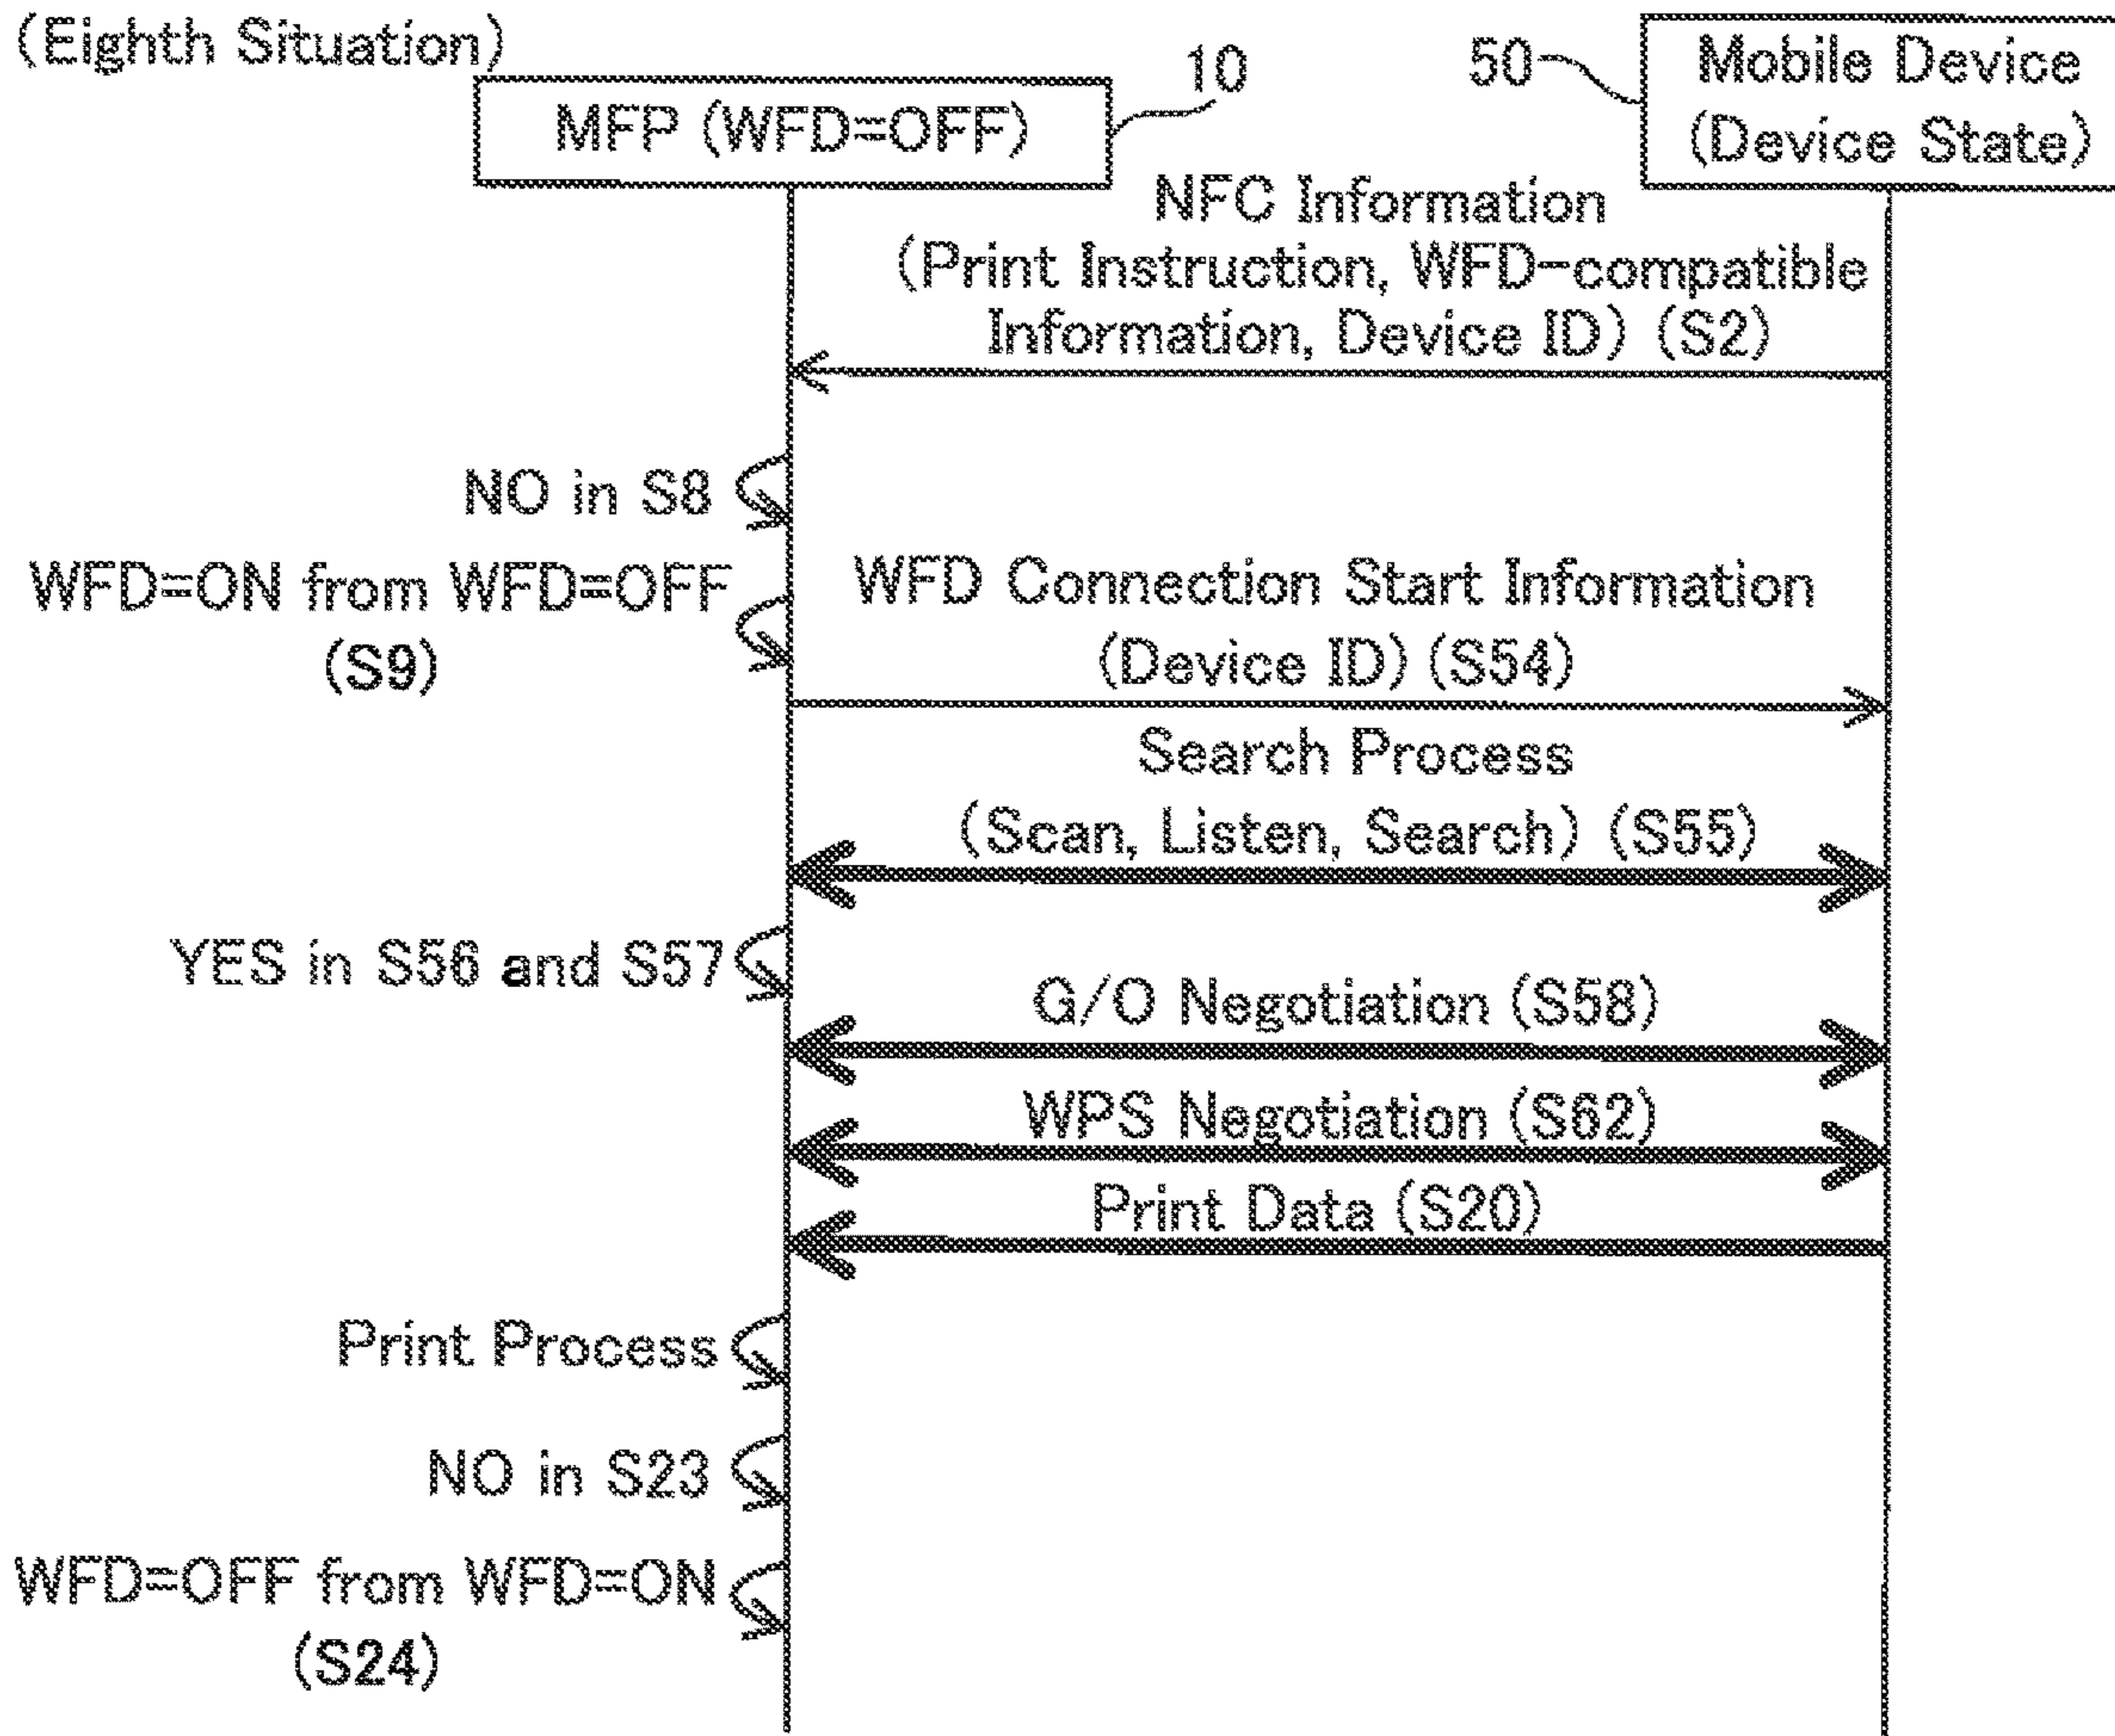 (Eighth Situation)
10
50
MFP (WFD=OFF)
Mobile Device
(Device State)
NFC Information
(Print Instruction, WFD-compatible
Information, Device ID) (S2)
NO in S8
WFD=ON from WFD=OFF
(S9)
WFD Connection Start Information
(Device ID) (S54)
Search Process
(Scan, Listen, Search) (S55)
YES in S56 and S57
G/O Negotiation (S58)
WPS Negotiation (S62)
Print Data (S20)
Print Process
NO in S23
WFD=OFF from WFD=ON
(S24)